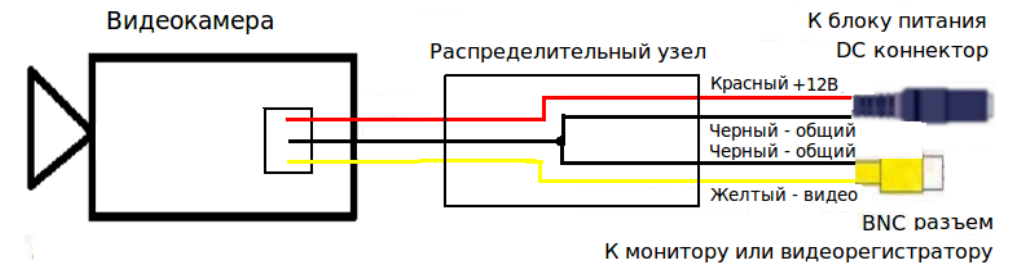 Видеокамера
К блоку питания
DC коннектор
Распределительный узел
Красный +12В
Черный - общий
Черный - общий
Желтый - видео
BNC разъем
К монитору или видеорегистратору